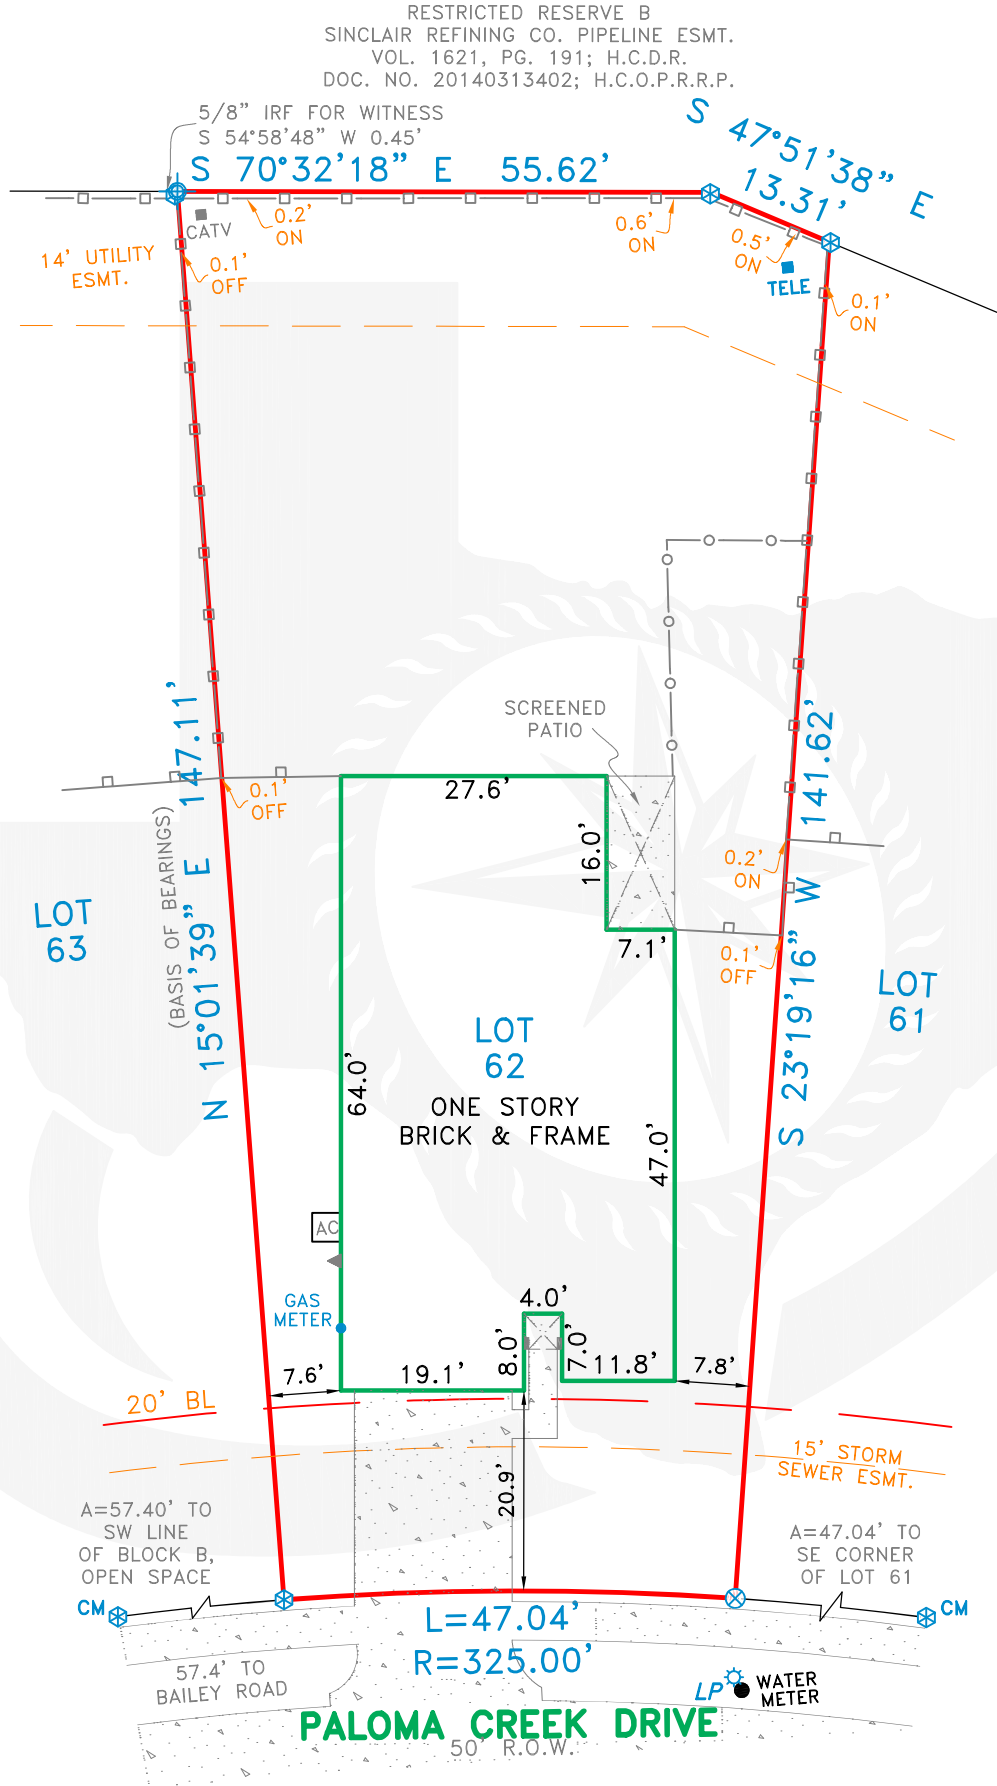 RESTRICTED RESERVE B
SINCLAIR REFINING CO. PIPELINE ESMT.
VOL. 1621, PG. 191; H.C.D.R.
DOC. NO. 20140313402; H.C.O.P.R.R.P.
5/8" IRF FOR WITNESS
S 54°58'48" W 0.45'
S 70°32'18" E 55.62'
S 47°51'38" E
13.31'
CATV
0.2'
ON
0.6'
ON
0.5'
ON
TELE
14' UTILITY
ESMT.
0.1'
OFF
0.1'
ON
SCREENED
PATIO
N 15°01'39" E 147.11'
(BASIS OF BEARINGS)
S 23°19'16" W 141.62'
0.1'
OFF
27.6'
16.0'
0.2'
ON
7.1'
0.1'
OFF
LOT
63
LOT
61
LOT
62
ONE STORY
BRICK & FRAME
64.0'
47.0'
AC
GAS
METER
4.0'
8.0'
7.0'
7.6'
19.1'
11.8'
7.8'
20' BL
15' STORM
SEWER ESMT.
20.9'
A=57.40' TO
SW LINE
OF BLOCK B,
OPEN SPACE
A=47.04' TO
SE CORNER
OF LOT 61
CM
CM
L=47.04'
R=325.00'
57.4' TO
BAILEY ROAD
LP
WATER
METER
PALOMA CREEK DRIVE
50' R.O.W.